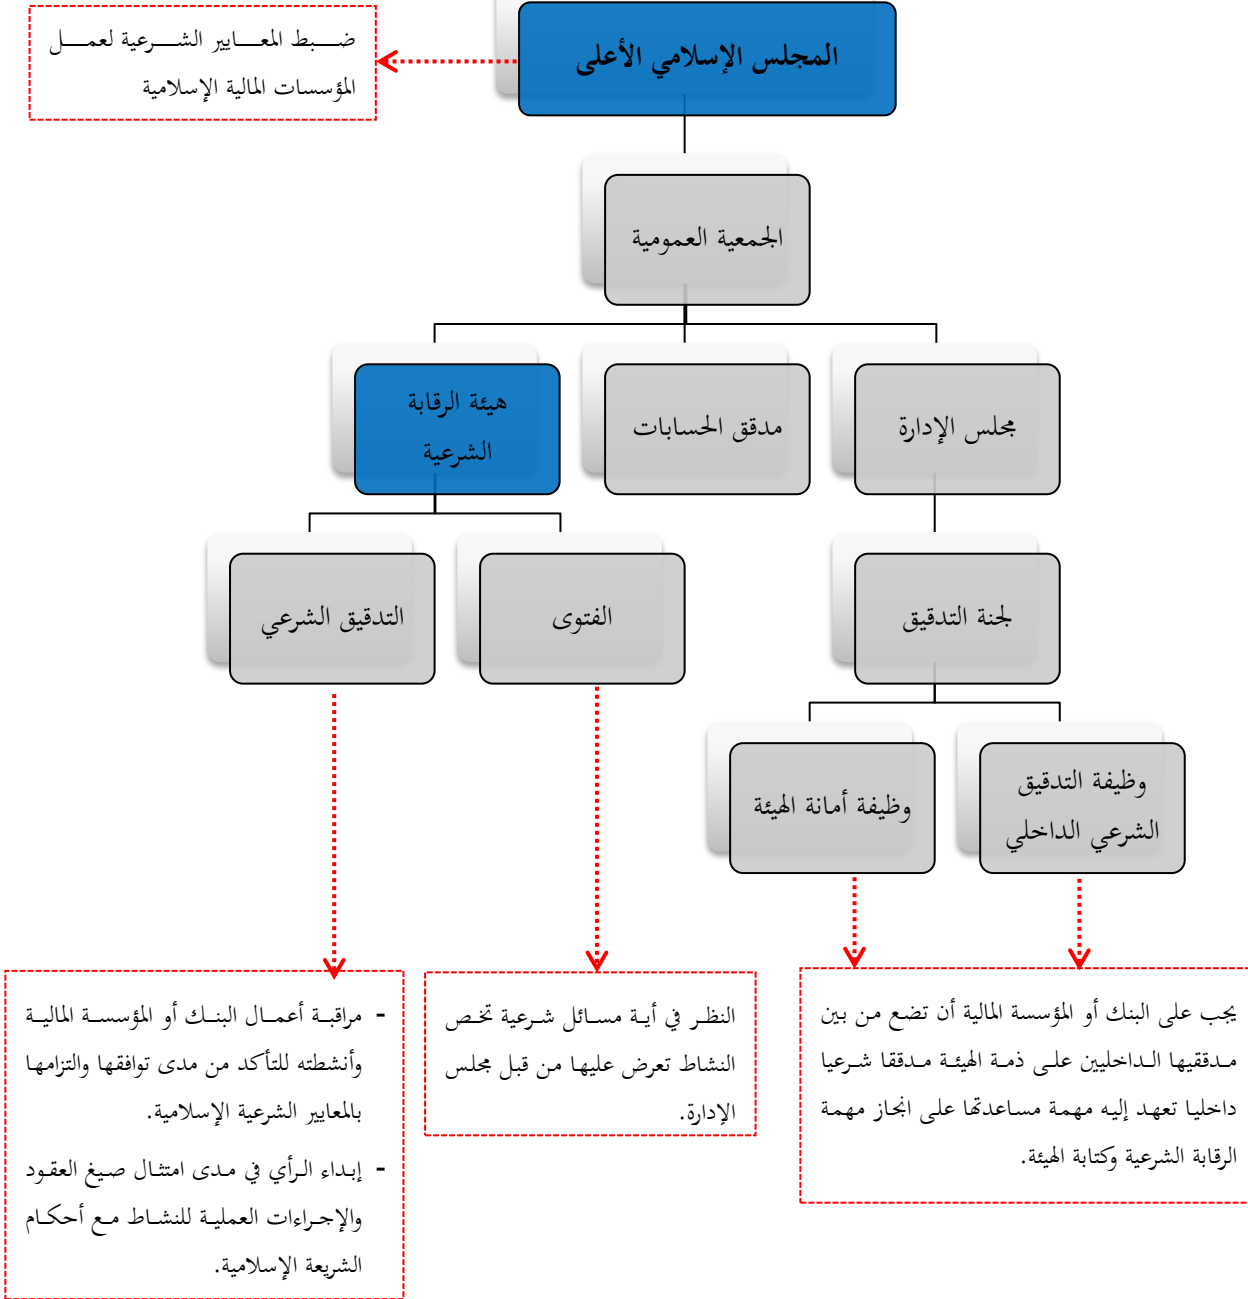 المجلس الإسلامي الأعلى
ضبط المعايير الشرعية لعمل
المؤسسات المالية الإسلامية
الجمعية العمومية
مجلس الإدارة
مدقق الحسابات
هيئة الرقابة
الشرعية
لجنة التدقيق
الفتوى
التدقيق الشرعي
وظيفة التدقيق
الشرعي الداخلي
وظيفة أمانة الهيئة
يجب على البنك أو المؤسسة المالية أن تضع من بين
مدققيها الداخليين على ذمة الهيئة مدققا شرعيا
داخليا تعهد إليه مهمة مساعدتها على انجاز مهمة
الرقابة الشرعية وكتابة الهيئة.
النظر في أية مسائل شرعية تخص
النشاط تعرض عليها من قبل مجلس
الإدارة.
- مراقبة أعمال البنك أو المؤسسة المالية
وأنشطته للتأكد من مدى توافقها والتزامها
بالمعايير الشرعية الإسلامية.
- إبداء الرأي في مدى امتثال صيغ العقود
والإجراءات العملية للنشاط مع أحكام
الشريعة الإسلامية.